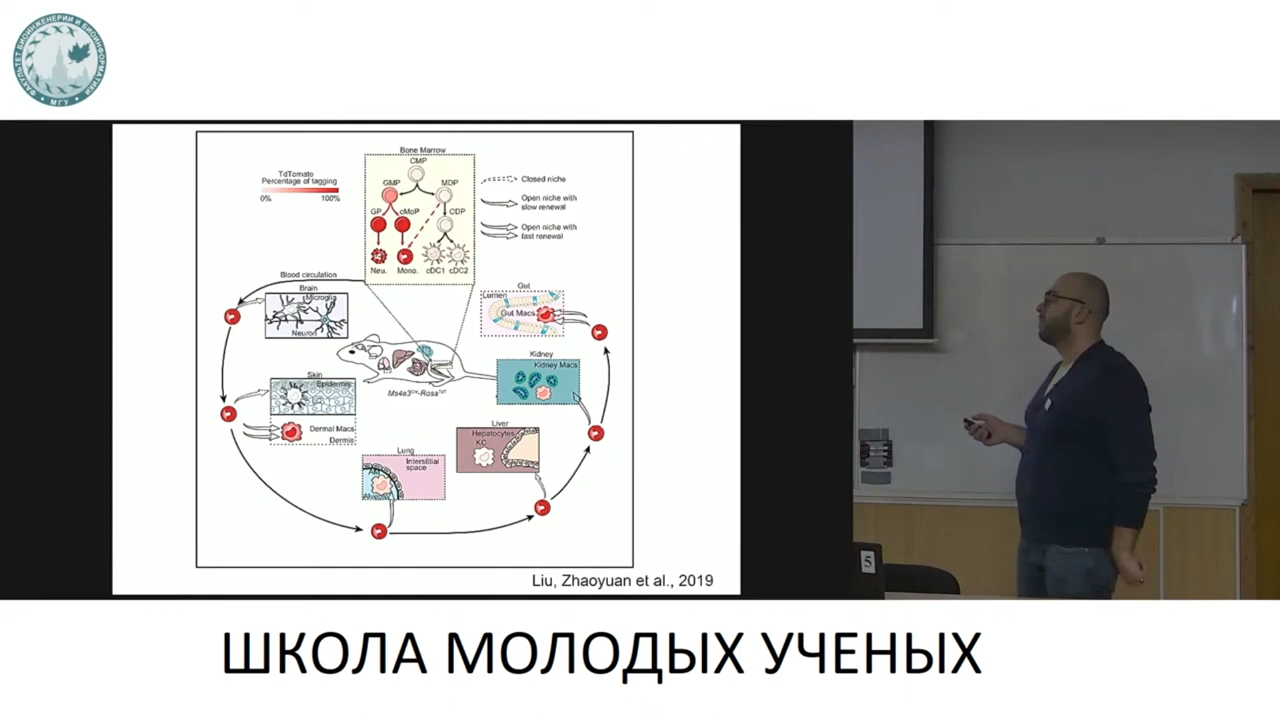 ФАКУЛЬТЕТ БИОИНЖЕНЕРИИ И БИОИНФОРМАТИКИ
МГУ
Bone Marrow
CMP
TdTomato
Percentage of tagging
0% 100%
GMP MDP
GP cMoP CDP
Neu. Mono. cDC1 cDC2
Closed niche
Open niche with
slow renewal
Open niche with
fast renewal
Blood circulation
Brain
Microglia
Neuron
Gut
Lumen
Gut Macs
Kidney
Kidney Macs
Ms4a3
Skin
Epidermis
LC
Dermal Macs
Dermis
Liver
Hepatocytes
KC
Lung
Interstitial
space
Liu, Zhaoyuan et al., 2019
5
ШКОЛА МОЛОДЫХ УЧЕНЫХ